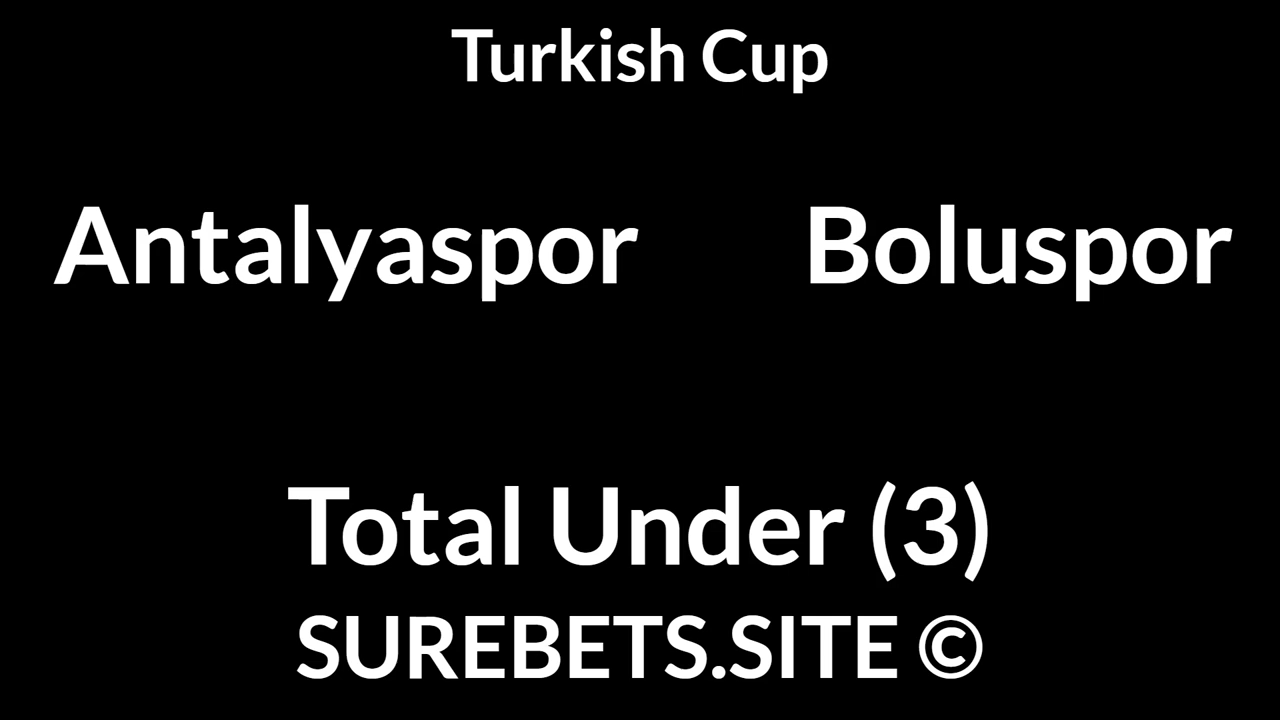 Turkish Cup
Antalyaspor Boluspor
Total Under (3)
SUREBETS.SITE ©